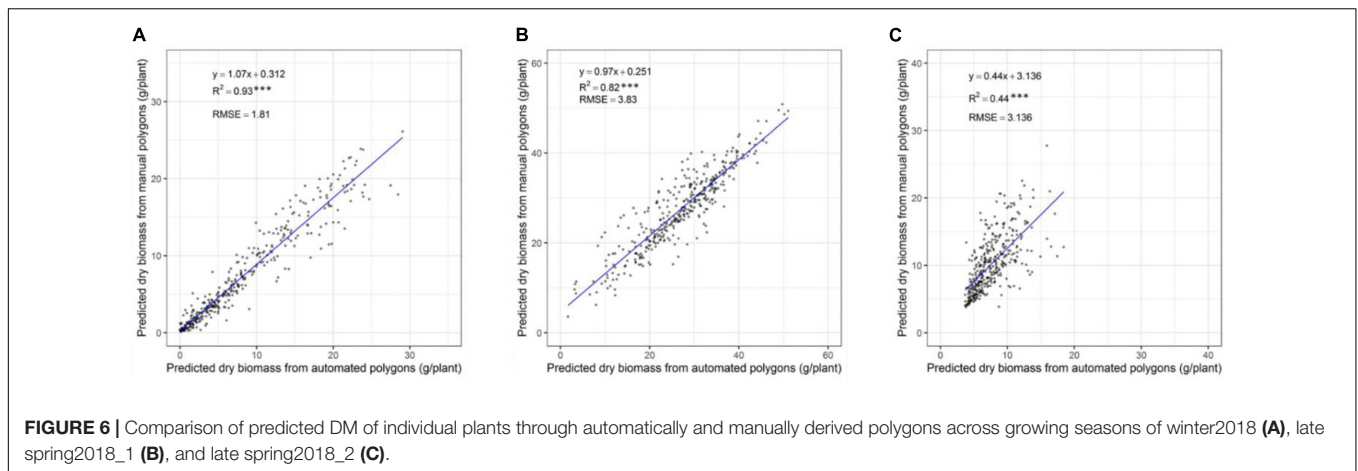 A
y = 1.07x + 0.312
R² = 0.93***
RMSE = 1.81
Predicted dry biomass from manual polygons (g/plant)
30
20
10
0
0 10 20 30
Predicted dry biomass from automated polygons (g/plant)
B
y = 0.97x + 0.251
R² = 0.82***
RMSE = 3.83
Predicted dry biomass from manual polygons (g/plant)
60
40
20
0
0 20 40 60
Predicted dry biomass from automated polygons (g/plant)
C
y = 0.44x + 3.136
R² = 0.44***
RMSE = 3.136
Predicted dry biomass from manual polygons (g/plant)
40
30
20
10
0
0 10 20 30 40
Predicted dry biomass from automated polygons (g/plant)
FIGURE 6 | Comparison of predicted DM of individual plants through automatically and manually derived polygons across growing seasons of winter2018 (A), late
spring2018_1 (B), and late spring2018_2 (C).